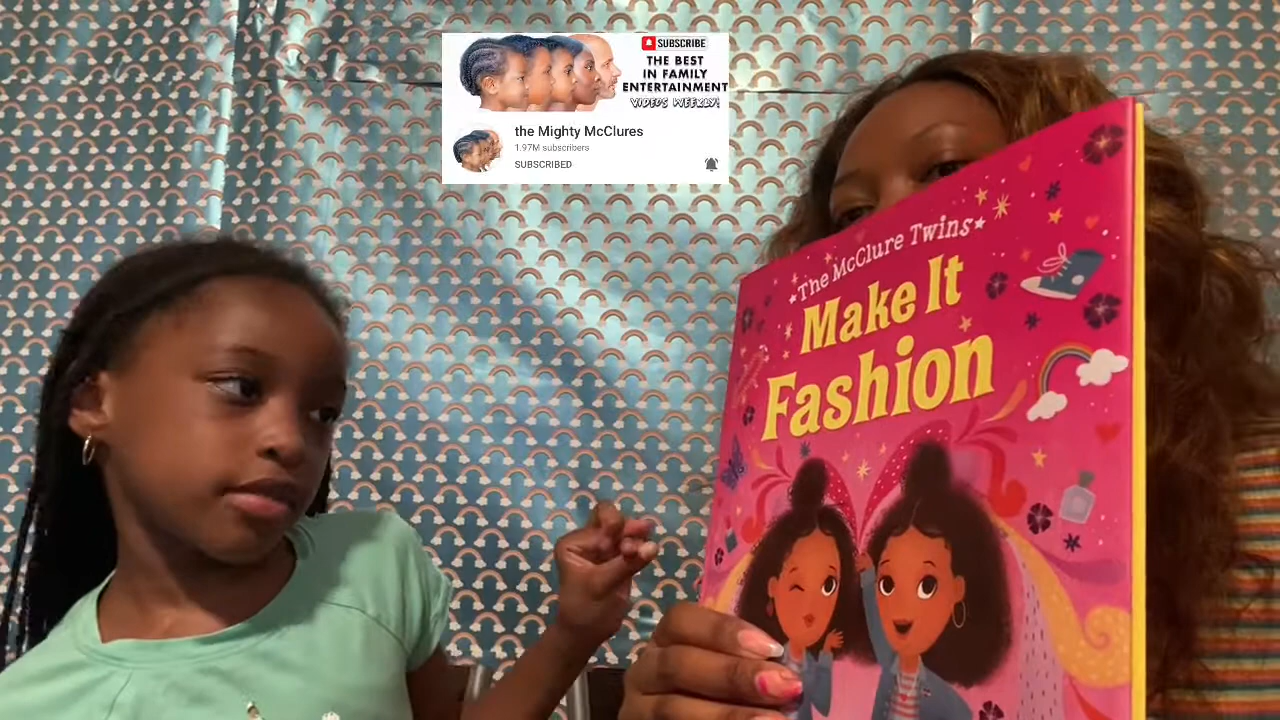 SUBSCRIBE
THE BEST
IN FAMILY
ENTERTAINMENT
VIDEOS WEEKLY!
the Mighty McClures
1.97M subscribers
SUBSCRIBED
The McClure Twins
Make It
Fashion